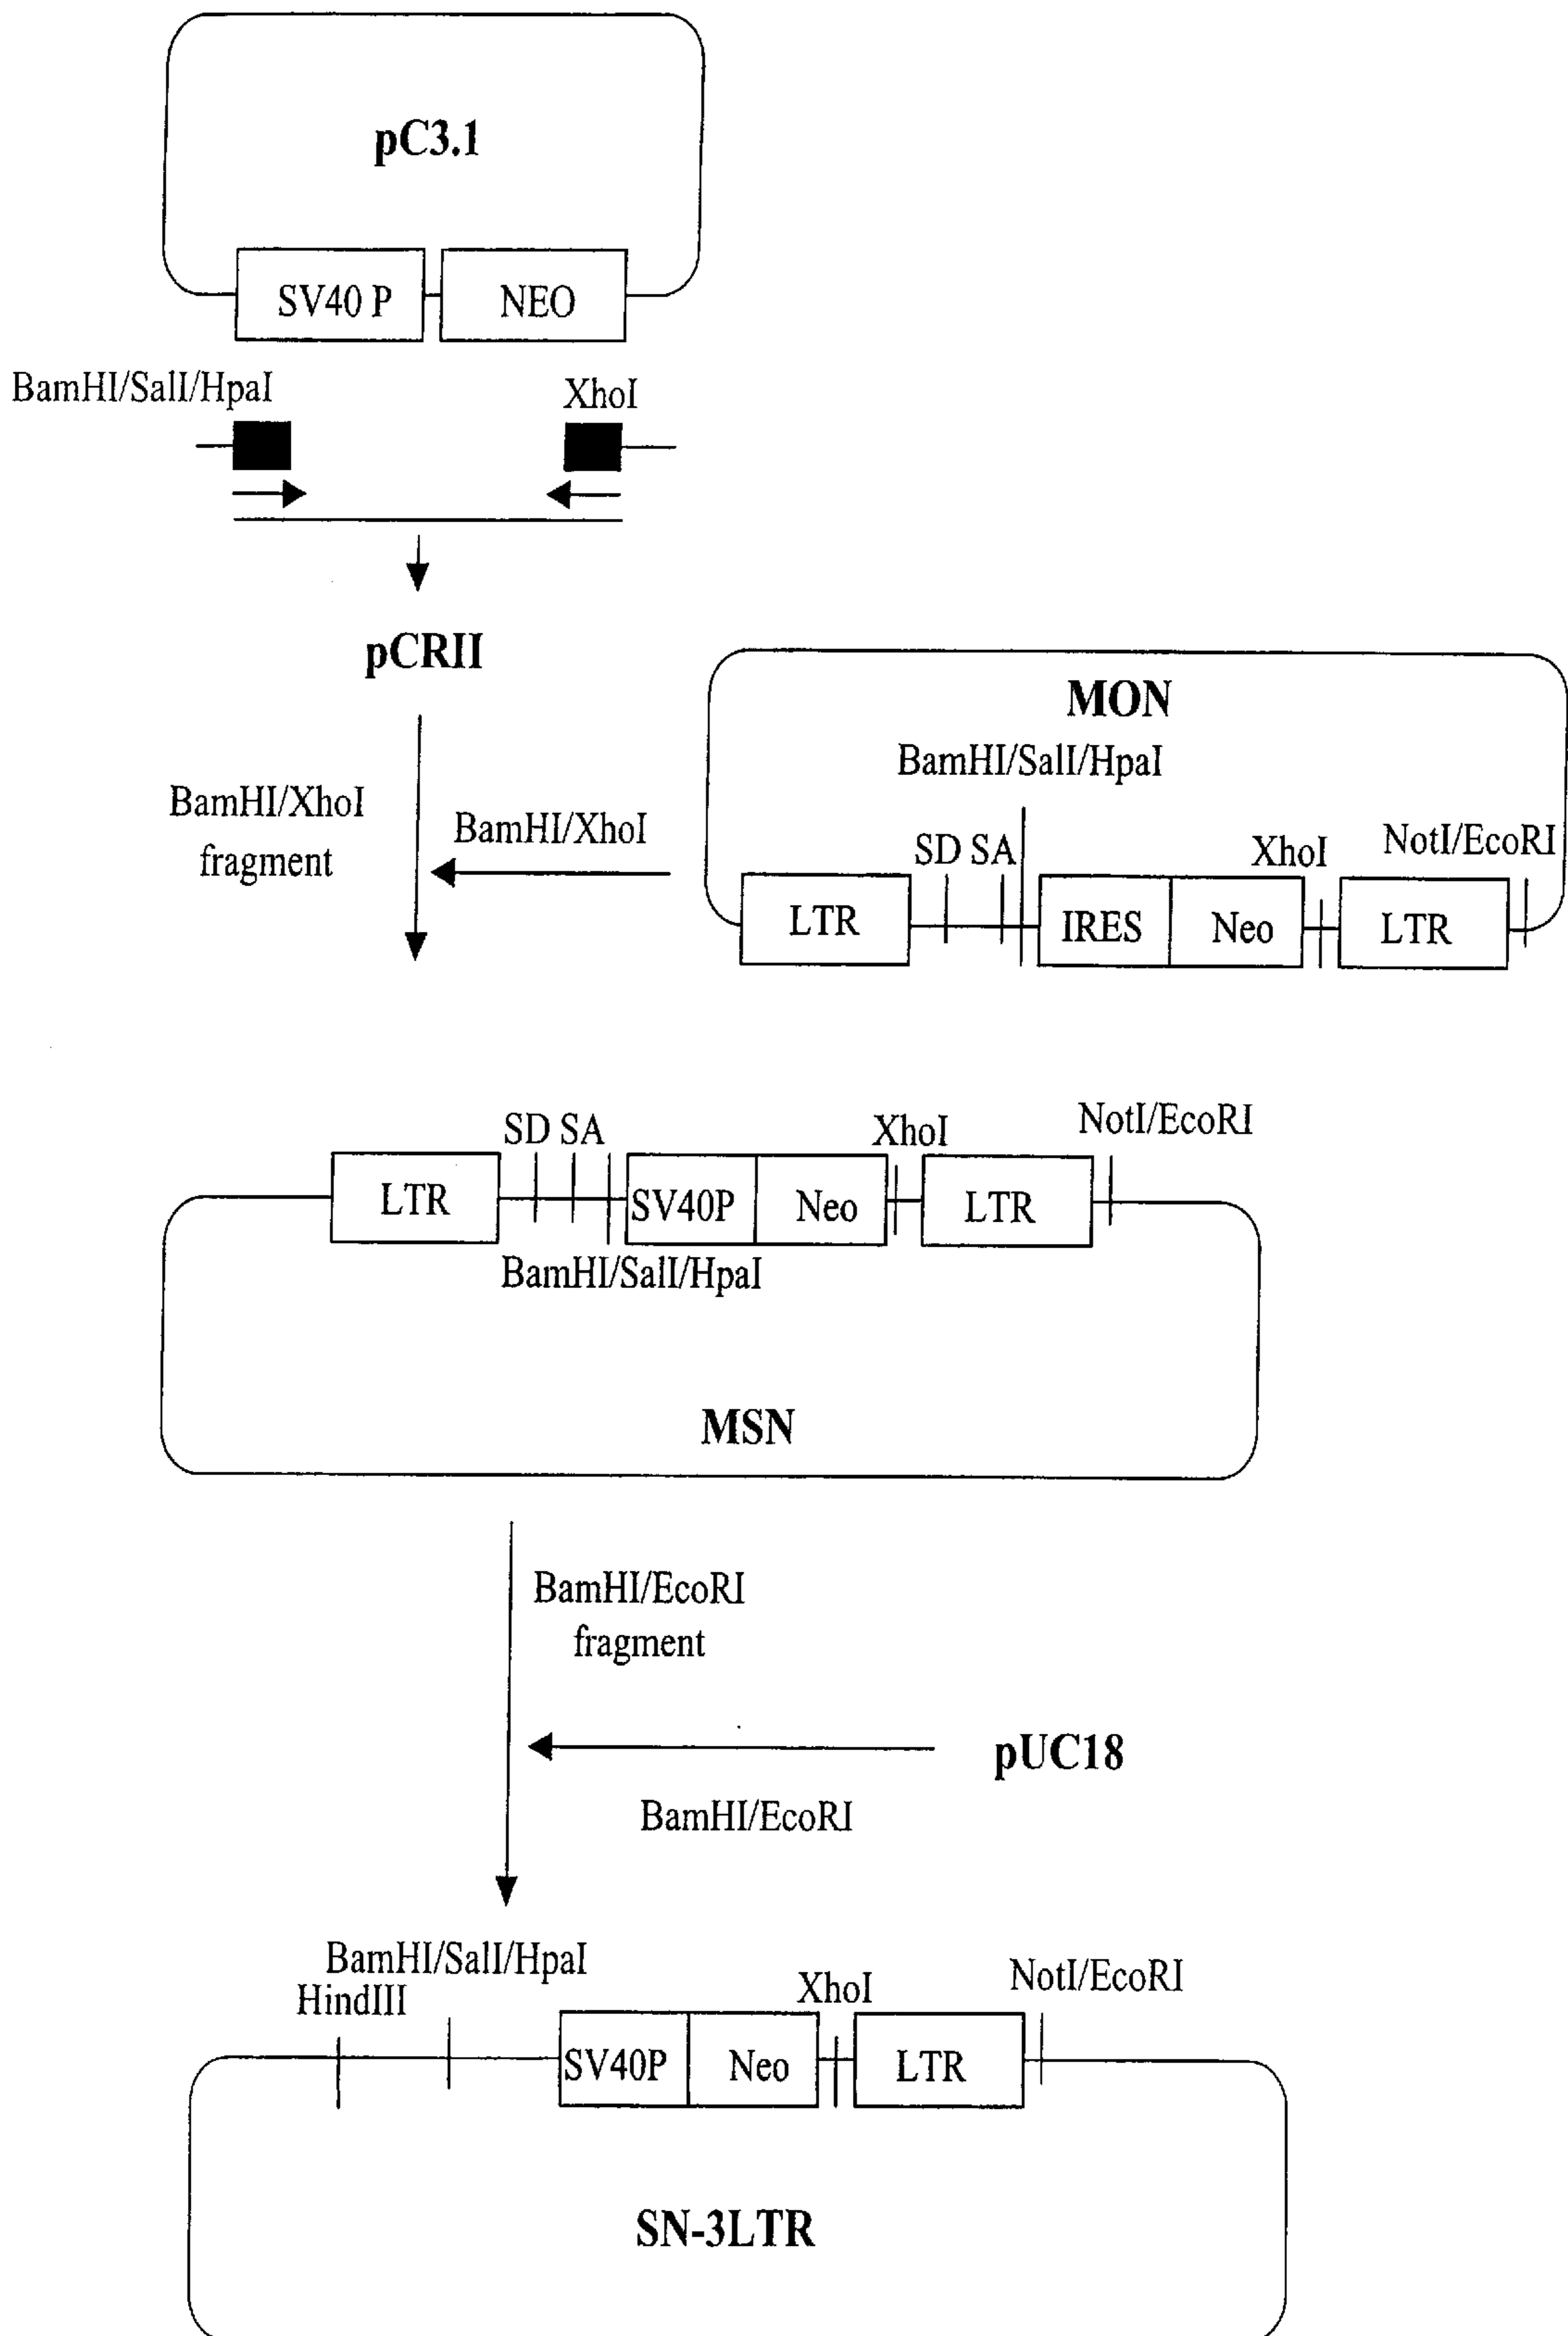 pC3.1
SV40 P
NEO
BamHI/SalI/HpaI
XhoI
pCRII
MON
BamHI/SalI/HpaI
BamHI/XhoI
fragment
BamHI/XhoI
SD SA
XhoI
NotI/EcoRI
LTR
IRES
Neo
LTR
SD SA
XhoI
NotI/EcoRI
LTR
SV40P
Neo
LTR
BamHI/SalI/HpaI
MSN
BamHI/EcoRI
fragment
pUC18
BamHI/EcoRI
BamHI/SalI/HpaI
HindIII
XhoI
NotI/EcoRI
SV40P
Neo
LTR
SN-3LTR